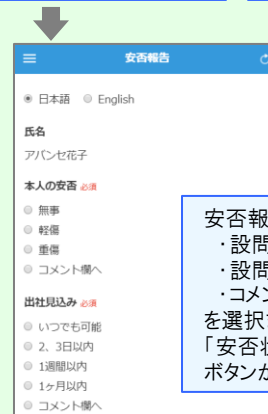 安否報告
日本語 English
氏名
アバンセ花子
本人の安否 必須
無事
軽傷
重傷
コメント欄へ
出社見込み 必須
いつでも可能
2、3日以内
1週間以内
1ヶ月以内
コメント欄へ
安否報
・設問
・設問
・コメン
を選択
「安否状
ボタンが